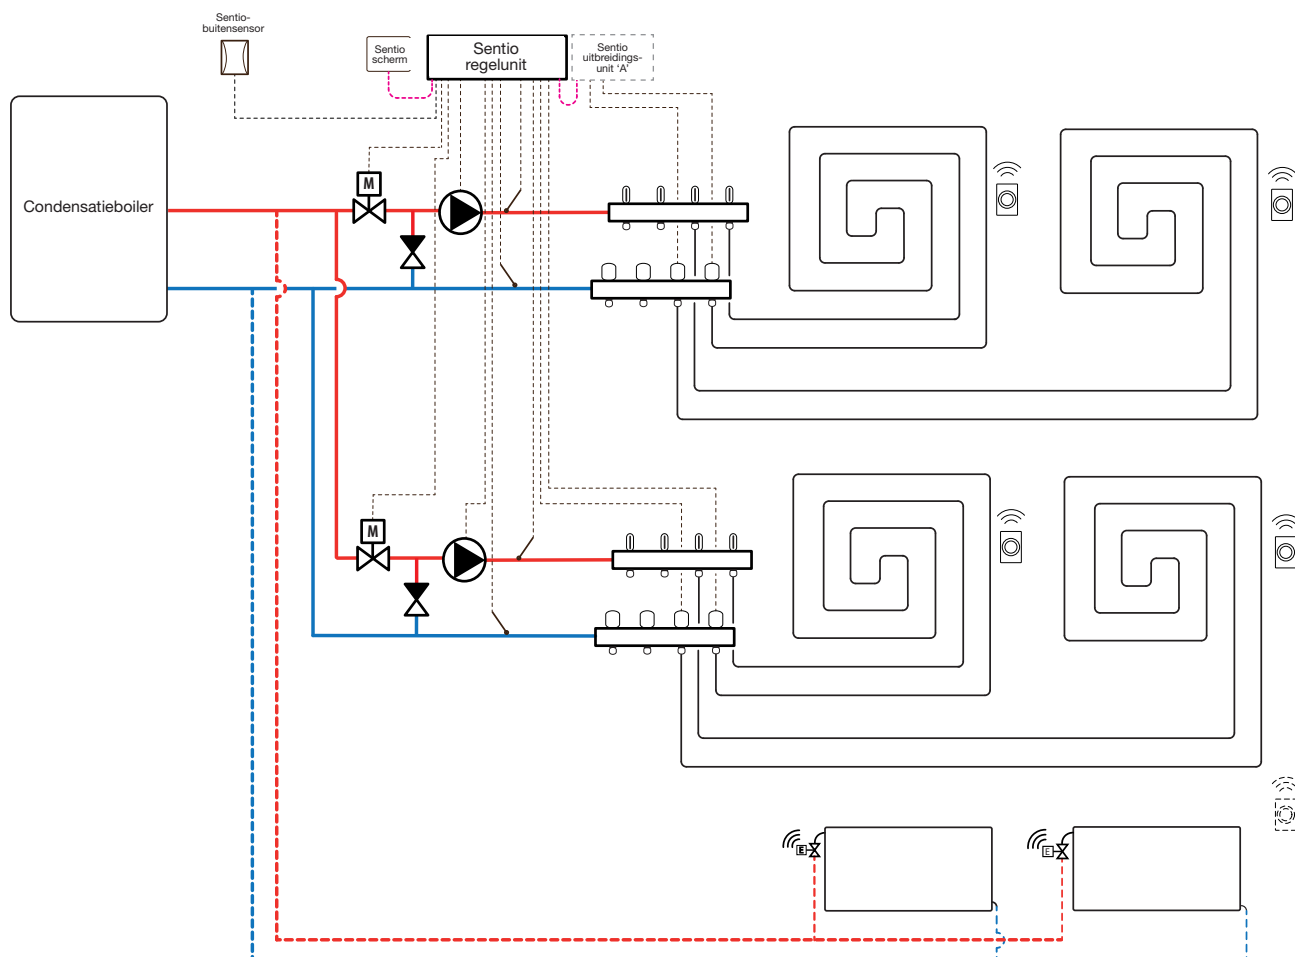 Sentio-
buitensensor
Sentio
scherm
Sentio
regelunit
Sentio
uitbreidings-
unit 'A'
Condensatieboiler
M
M
E
E